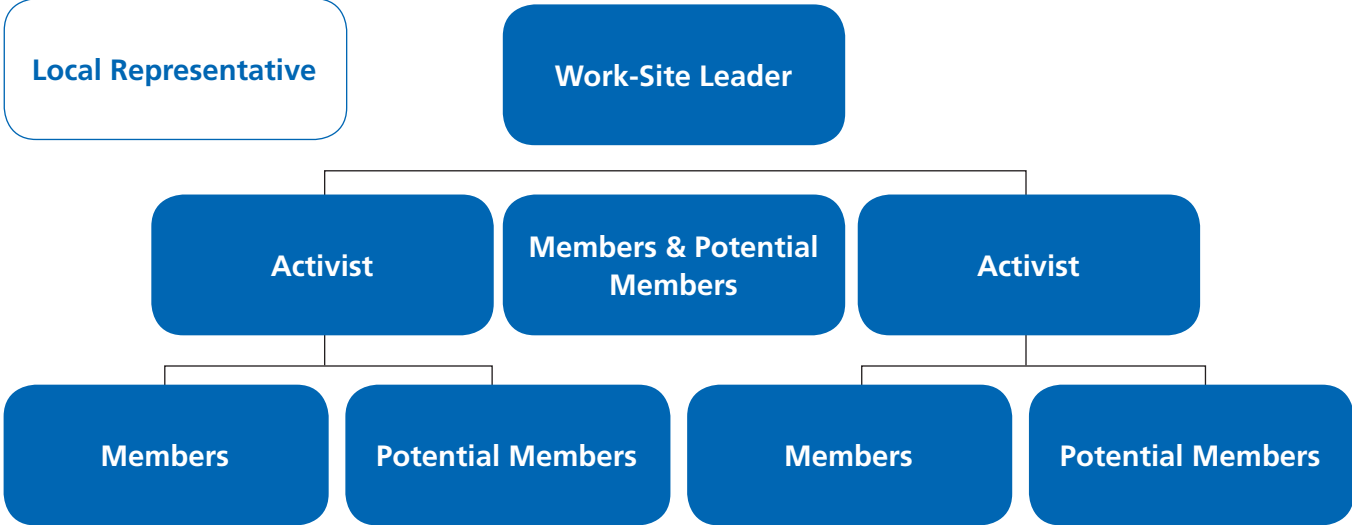 Local Representative
Work-Site Leader
Activist
Members & Potential
Members
Activist
Members
Potential Members
Members
Potential Members